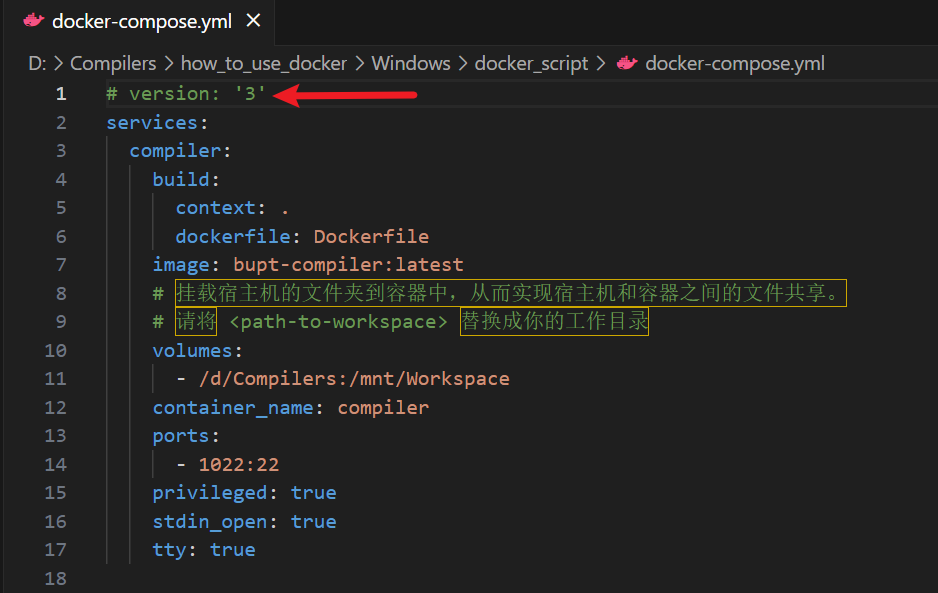 docker-compose.yml
D: > Compilers > how_to_use_docker > Windows > docker_script > docker-compose.yml
1 # version: '3'
2 services:
3 compiler:
4 build:
5 context: .
6 dockerfile: Dockerfile
7 image: bupt-compiler:latest
8 # 挂载宿主机的文件夹到容器中，从而实现宿主机和容器之间的文件共享。
9 # 请将 <path-to-workspace> 替换成你的工作目录
10 volumes:
11 - /d/Compilers:/mnt/Workspace
12 container_name: compiler
13 ports:
14 - 1022:22
15 privileged: true
16 stdin_open: true
17 tty: true
18